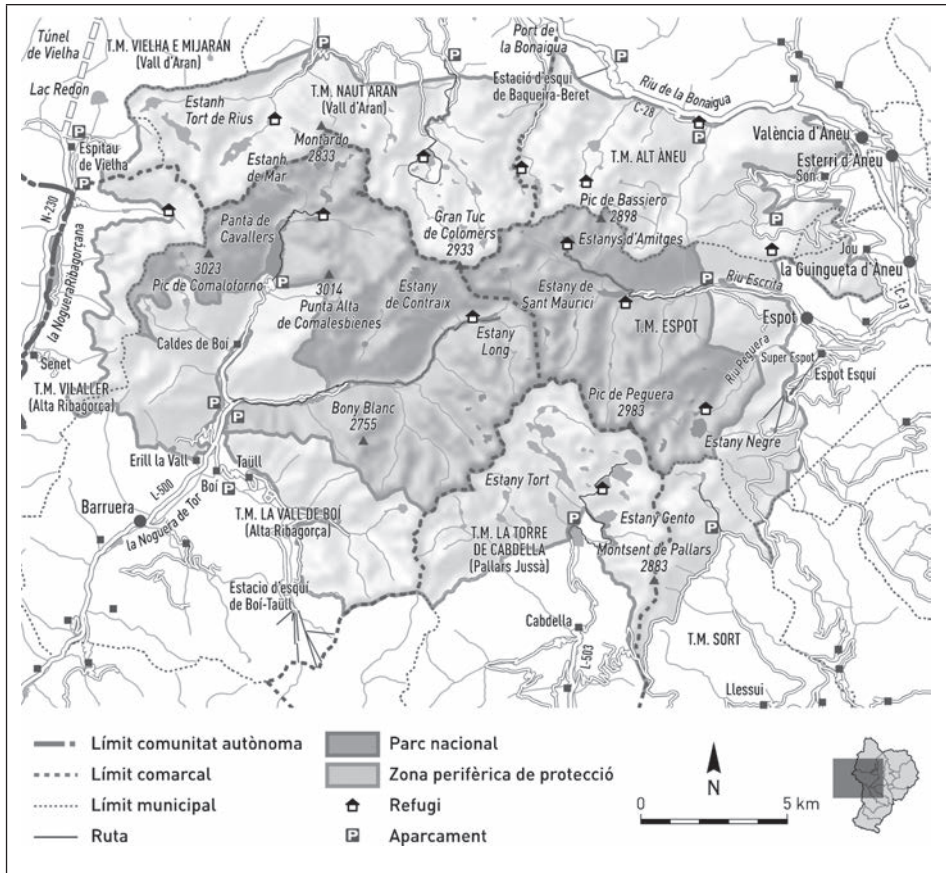 Túnel
de Vielha
T.M. VIELHA E MIJARAN
(Vall d'Aran)
Port de
la Bonaigua
Lac Redon
Estanh
Tort de Rius
T.M. NAUT ARAN
(Vall d'Aran)
Estació d'esquí
de Baqueira-Beret
Riu de la Bonaigua
C-28
Montardo
2833
València d'Àneu
Espitau
de Vielha
Estanh
de Mar
T.M. ALT ÀNEU
Esterri d'Àneu
Son
N-230
la Noguera Ribagorçana
Panta de
Cavallers
Gran Tuc
de Colomers
2933
Pic de Bassiero
2898
Estanys d'Amitges
Jou
la Guingueta d'Àneu
3023
Pic de Comaloforno
3014
Punta Alta
de Comalesbienes
Estany
de Contraix
Estany de
Sant Maurici
Riu Escrita
C-13
Caldes de Boí
Estany
Long
T.M. ESPOT
Espot
Senet
Riu Peguera
Super Espot
Espot Esquí
T.M. VILALLER
(Alta Ribagorça)
Bony Blanc
2755
Pic de Peguera
2983
Estany Negre
Erill la Vall
Taüll
Boí
Estany Tort
L-500
Barruera
la Noguera de Tor
T.M. LA VALL DE BOÍ
(Alta Ribagorça)
Estany Gento
T.M. LA TORRE
DE CABDELLA
(Pallars Jussà)
Montsent de Pallars
2883
Estacio d'esquí
de Boí-Taüll
Cabdella
T.M. SORT
L-503
Llessui
Límit comunitat autònoma
Límit comarcal
Límit municipal
Ruta
Parc nacional
Zona perifèrica de protecció
Refugi
P Aparcament
N
0 5 km